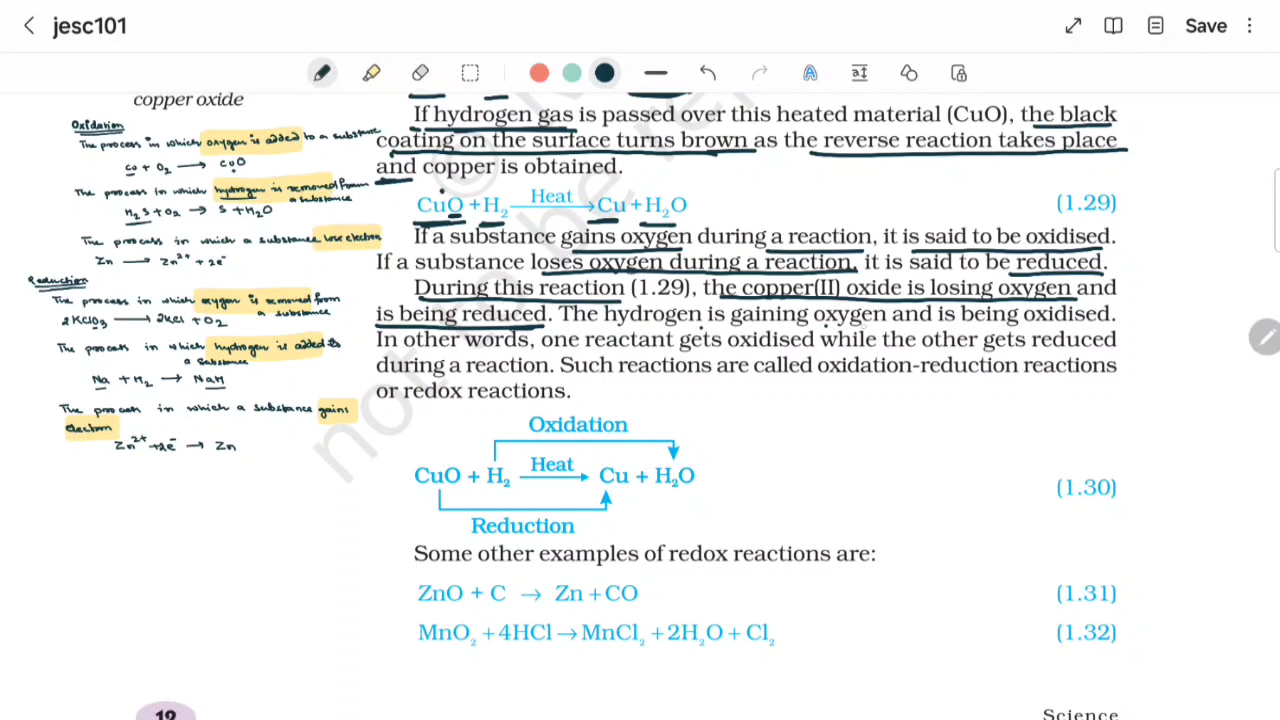 jesc101
Save
copper oxide
Oxidation
The process in which oxygen is added to a substance
Cu + O₂ → CuO
The process in which hydrogen is removed from
a substance
H₂S + O₂ → S + H₂O
The process in which a substance lose electron
Zn → Zn²⁺ + 2e⁻
Reduction
The process in which oxygen is removed from
a substance
2KClO₃ → 2KCl + O₂
The process in which hydrogen is added to
a substance
Na + H₂ → NaH
The process in which a substance gains
electron
Zn²⁺ + 2e⁻ → Zn
If hydrogen gas is passed over this heated material (CuO), the black
coating on the surface turns brown as the reverse reaction takes place
and copper is obtained.
CuO + H₂ Heat → Cu + H₂O (1.29)
If a substance gains oxygen during a reaction, it is said to be oxidised.
If a substance loses oxygen during a reaction, it is said to be reduced.
During this reaction (1.29), the copper(II) oxide is losing oxygen and
is being reduced. The hydrogen is gaining oxygen and is being oxidised.
In other words, one reactant gets oxidised while the other gets reduced
during a reaction. Such reactions are called oxidation-reduction reactions
or redox reactions.
Oxidation
CuO + H₂ Heat → Cu + H₂O (1.30)
Reduction
Some other examples of redox reactions are:
ZnO + C → Zn + CO (1.31)
MnO₂ + 4HCl → MnCl₂ + 2H₂O + Cl₂ (1.32)
12
Science